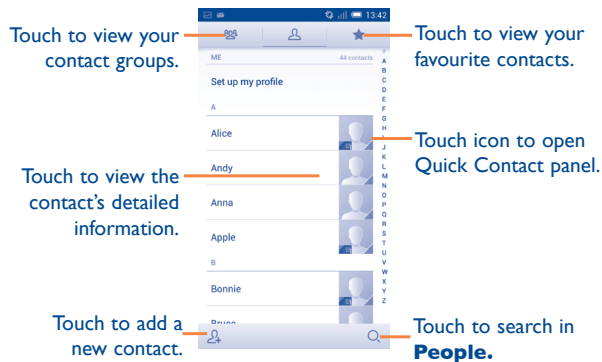 13:42
Touch to view your
contact groups.
Touch to view your
favourite contacts.
ME
44 contacts
Set up my profile
A
Alice
Touch icon to open
Quick Contact panel.
Andy
Touch to view the
contact's detailed
information.
Anna
Apple
B
Bonnie
Bruce
A
B
C
D
E
F
G
H
I
J
K
L
M
N
O
P
Q
R
S
T
U
V
W
X
Y
Z
Touch to add a
new contact.
Touch to search in
People.